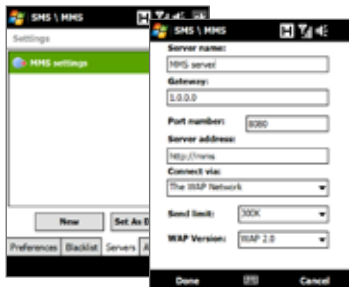 SMS \ MMS
Settings
MMS settings
New
Set As D
Preferences Blacklist Servers A
SMS \ MMS
Server name:
MMS server
Gateway:
1.0.0.0
Port number: 8080
Server address:
http://mms
Connect via:
The WAP Network
Send limit: 300K
WAP Version: WAP 2.0
Done Cancel